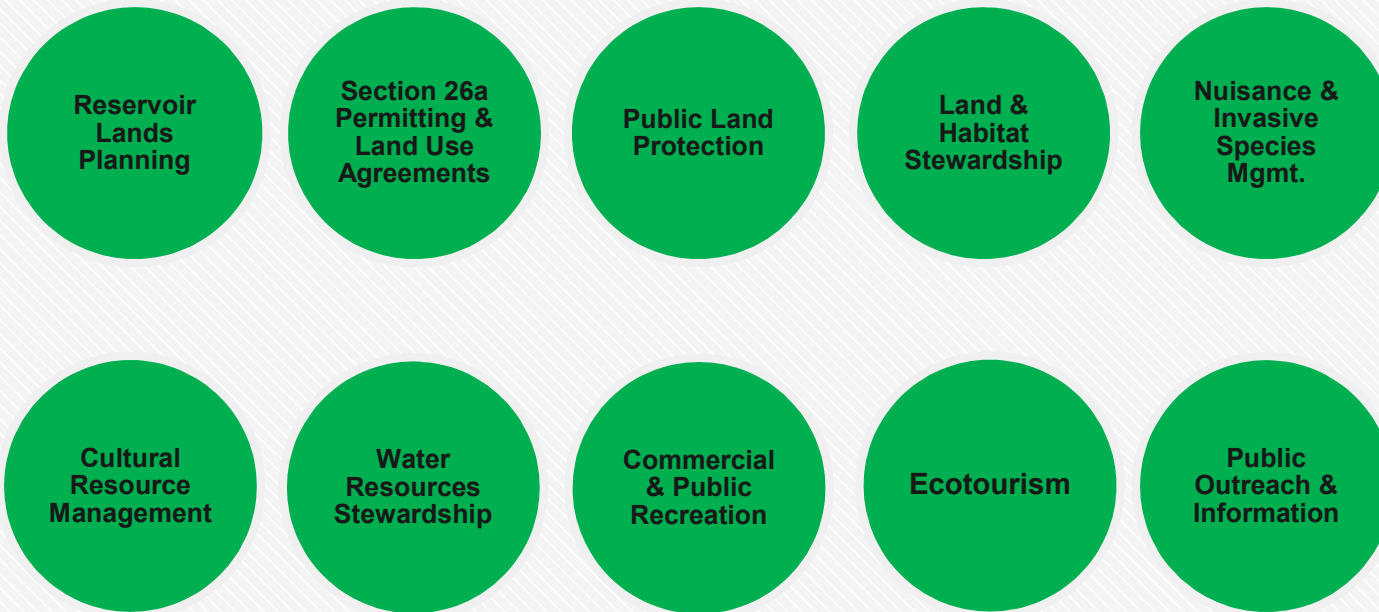 Reservoir
Lands
Planning
Section 26a
Permitting &
Land Use
Agreements
Public Land
Protection
Land &
Habitat
Stewardship
Nuisance &
Invasive
Species
Mgmt.
Cultural
Resource
Management
Water
Resources
Stewardship
Commercial
& Public
Recreation
Ecotourism
Public
Outreach &
Information